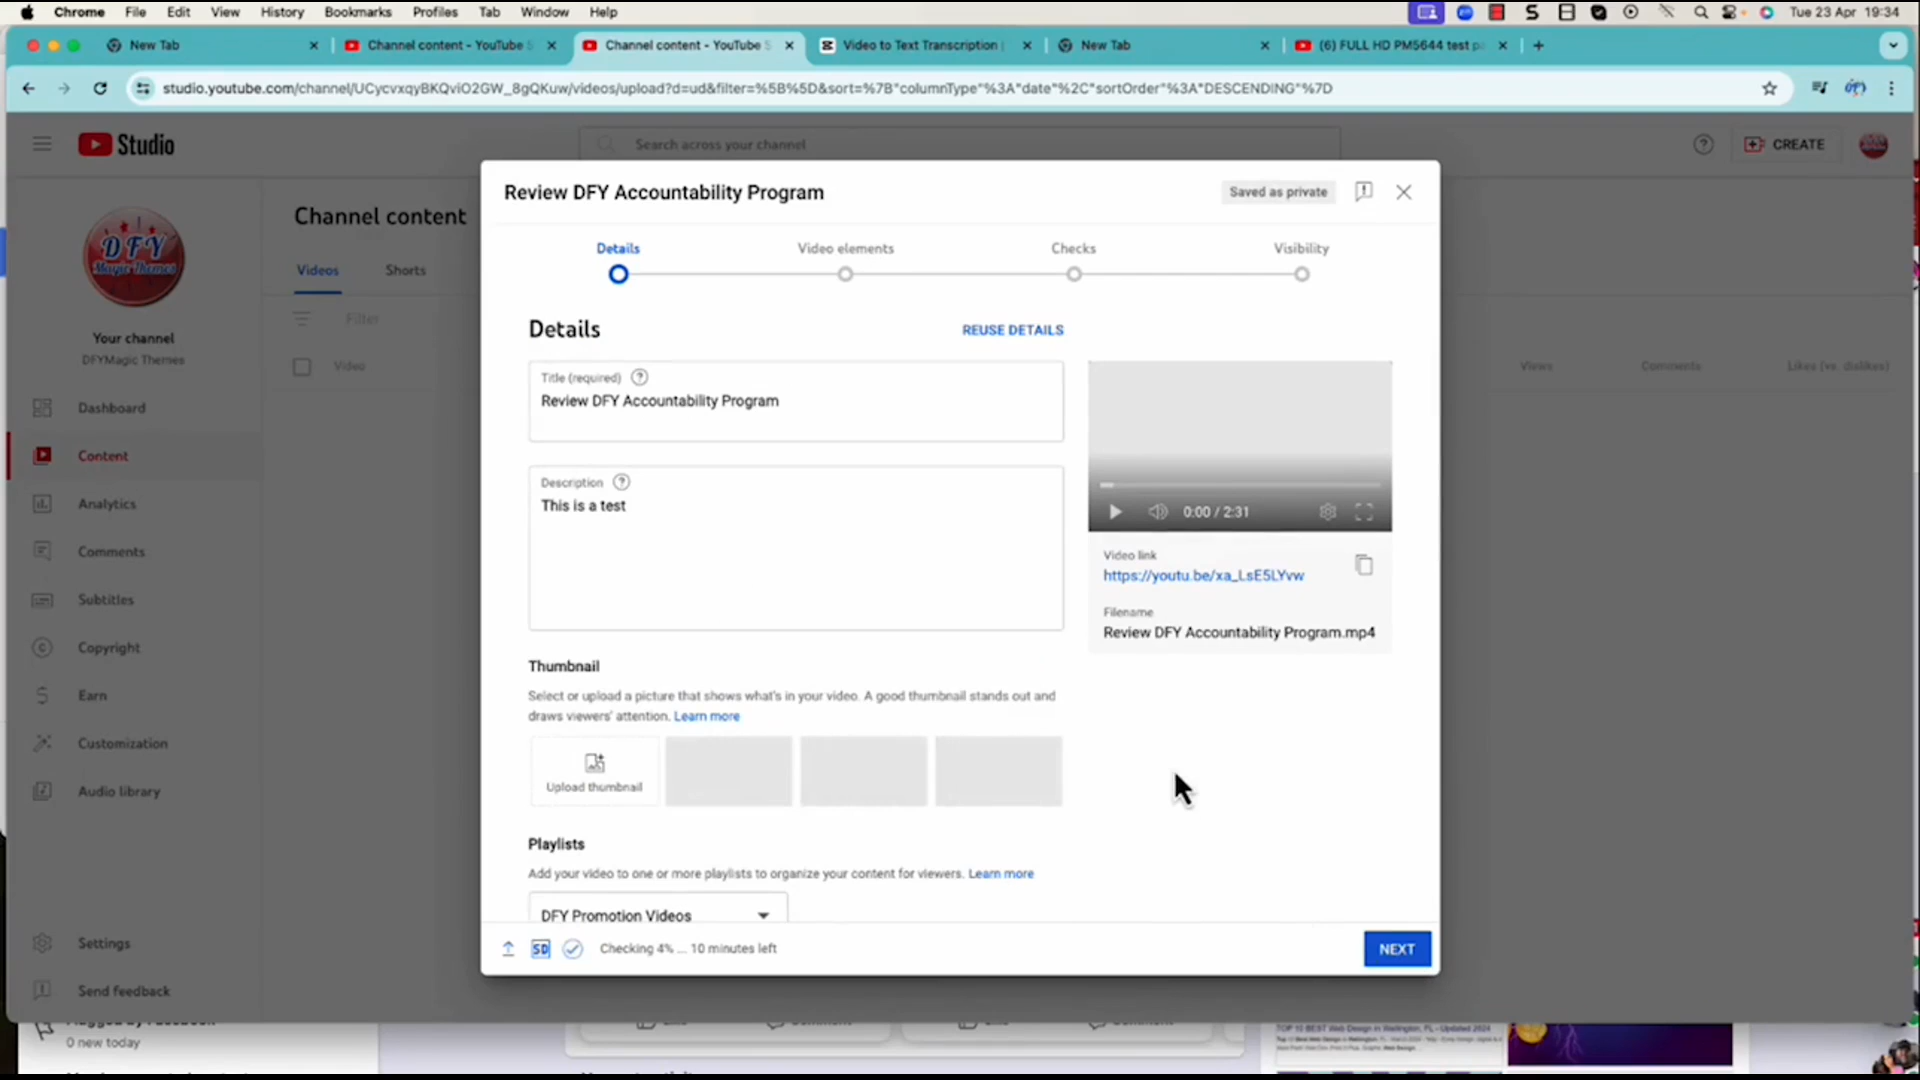 Chrome File Edit View History Bookmarks Profiles Tab Window Help
Tue 23 Apr 19:34
New Tab
Channel content - YouTube S
Channel content - YouTube S
Video to Text Transcription
New Tab
(6) FULL HD PM5644 test p
studio.youtube.com/channel/UCycvxqyBKQviO2GW_8gQKuw/videos/upload?d=ud&filter=%5B%5D&sort=%7B"columnType"%3A"date"%2C"sortOrder"%3A"DESCENDING"%7D
Studio
Search across your channel
CREATE
DFY
Magic Themes
Your channel
DFYMagic Themes
Dashboard
Content
Analytics
Comments
Subtitles
Copyright
Earn
Customization
Audio library
Settings
Send feedback
Channel content
Videos
Shorts
Filter
Video
Views
Comments
Likes (vs. dislikes)
Review DFY Accountability Program
Saved as private
Details
Video elements
Checks
Visibility
Details
REUSE DETAILS
Title (required)
Review DFY Accountability Program
Description
This is a test
0:00 / 2:31
Video link
https://youtu.be/xa_LsE5LYvw
Filename
Review DFY Accountability Program.mp4
Thumbnail
Select or upload a picture that shows what's in your video. A good thumbnail stands out and
draws viewers' attention. Learn more
Upload thumbnail
Playlists
Add your video to one or more playlists to organize your content for viewers. Learn more
DFY Promotion Videos
SD
Checking 4% ... 10 minutes left
NEXT
0 new today
TOP 10 BEST Web Design in Wellington, FL - Updated 2024